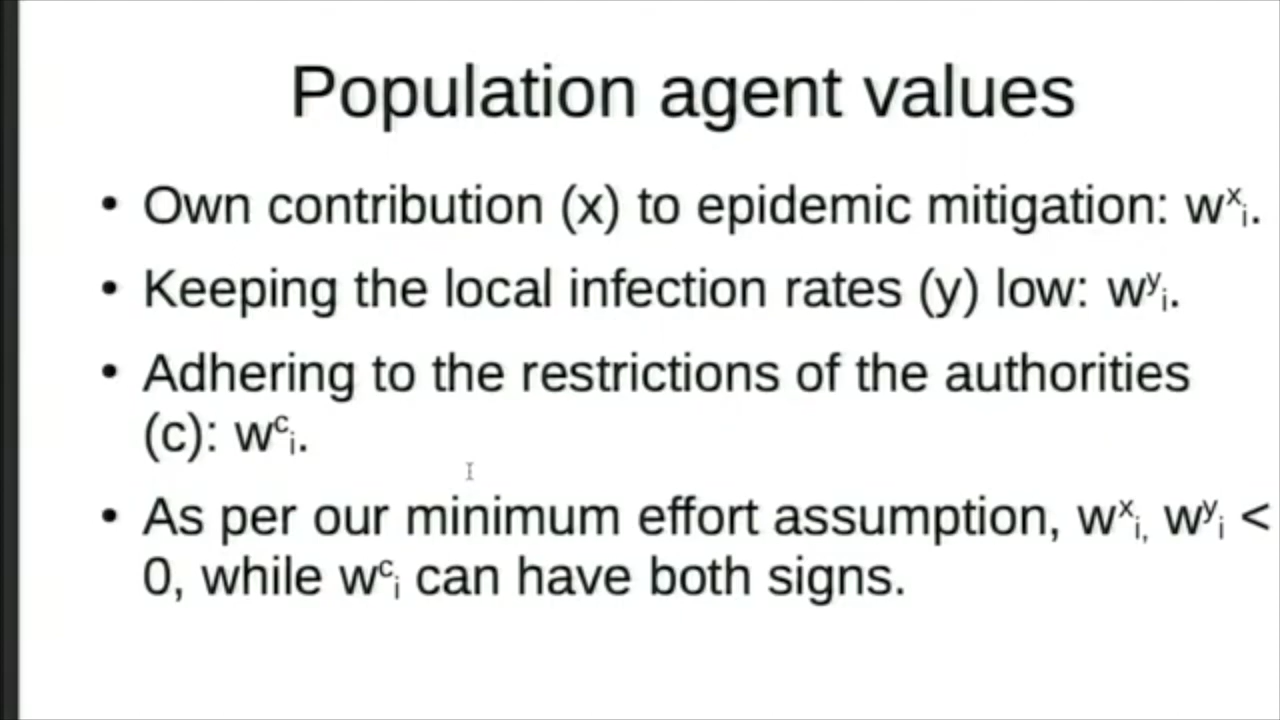 Population agent values
• Own contribution (x) to epidemic mitigation: wˣᵢ.
• Keeping the local infection rates (y) low: wʸᵢ.
• Adhering to the restrictions of the authorities
(c): wᶜᵢ.
• As per our minimum effort assumption, wˣᵢ, wʸᵢ <
0, while wᶜᵢ can have both signs.